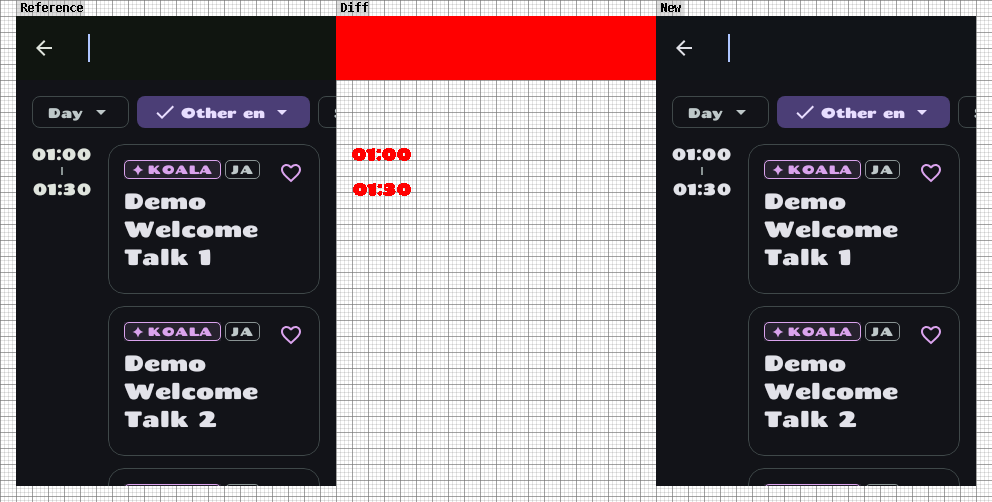 Reference
Diff
New
Day
Other en
01:00
01:30
KOALA
JA
Demo
Welcome
Talk 1
KOALA
JA
Demo
Welcome
Talk 2
01:00
01:30
Day
Other en
01:00
01:30
KOALA
JA
Demo
Welcome
Talk 1
KOALA
JA
Demo
Welcome
Talk 2